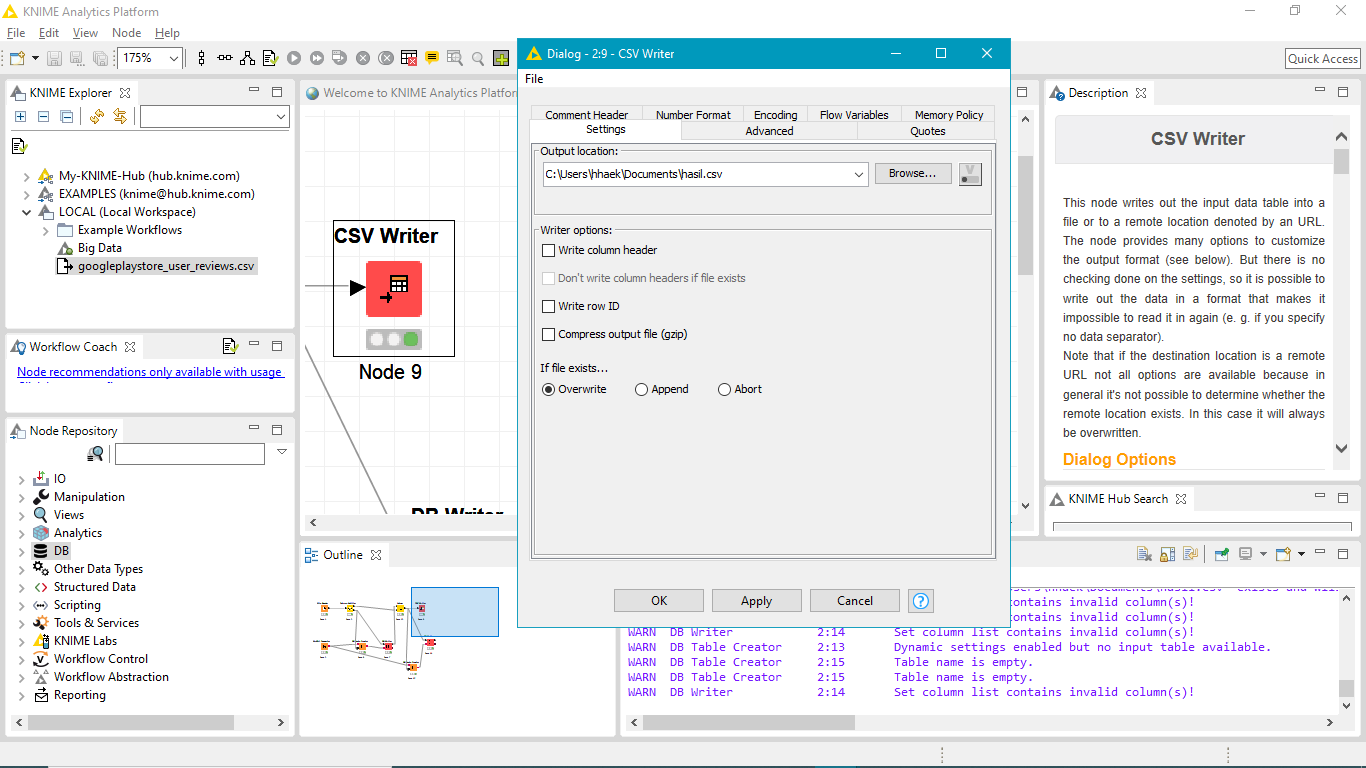 KNIME Analytics Platform
File Edit View Node Help
175%
Quick Access
KNIME Explorer
My-KNIME-Hub (hub.knime.com)
EXAMPLES (knime@hub.knime.com)
LOCAL (Local Workspace)
Example Workflows
Big Data
googleplaystore_user_reviews.csv
Workflow Coach
Node recommendations only available with usage
Node Repository
IO
Manipulation
Views
Analytics
DB
Other Data Types
Structured Data
Scripting
Tools & Services
KNIME Labs
Workflow Control
Workflow Abstraction
Reporting
Welcome to KNIME Analytics Platfor
CSV Writer
Node 9
DB Writer
Outline
Dialog - 2:9 - CSV Writer
File
Comment Header Number Format Encoding Flow Variables Memory Policy
Settings Advanced Quotes
Output location:
C:\Users\hhaek\Documents\hasil.csv
Browse...
V
Writer options:
Write column header
Don't write column headers if file exists
Write row ID
Compress output file (gzip)
If file exists...
Overwrite Append Abort
OK Apply Cancel
Description
CSV Writer
This node writes out the input data table into a
file or to a remote location denoted by an URL.
The node provides many options to customize
the output format (see below). But there is no
checking done on the settings, so it is possible to
write out the data in a format that makes it
impossible to read it in again (e. g. if you specify
no data separator).
Note that if the destination location is a remote
URL not all options are available because in
general it's not possible to determine whether the
remote location exists. In this case it will always
be overwritten.
Dialog Options
KNIME Hub Search
contains invalid column(s)!
contains invalid column(s)!
WARN DB Writer 2:14 Set column list contains invalid column(s)!
WARN DB Table Creator 2:13 Dynamic settings enabled but no input table available.
WARN DB Table Creator 2:15 Table name is empty.
WARN DB Table Creator 2:15 Table name is empty.
WARN DB Writer 2:14 Set column list contains invalid column(s)!